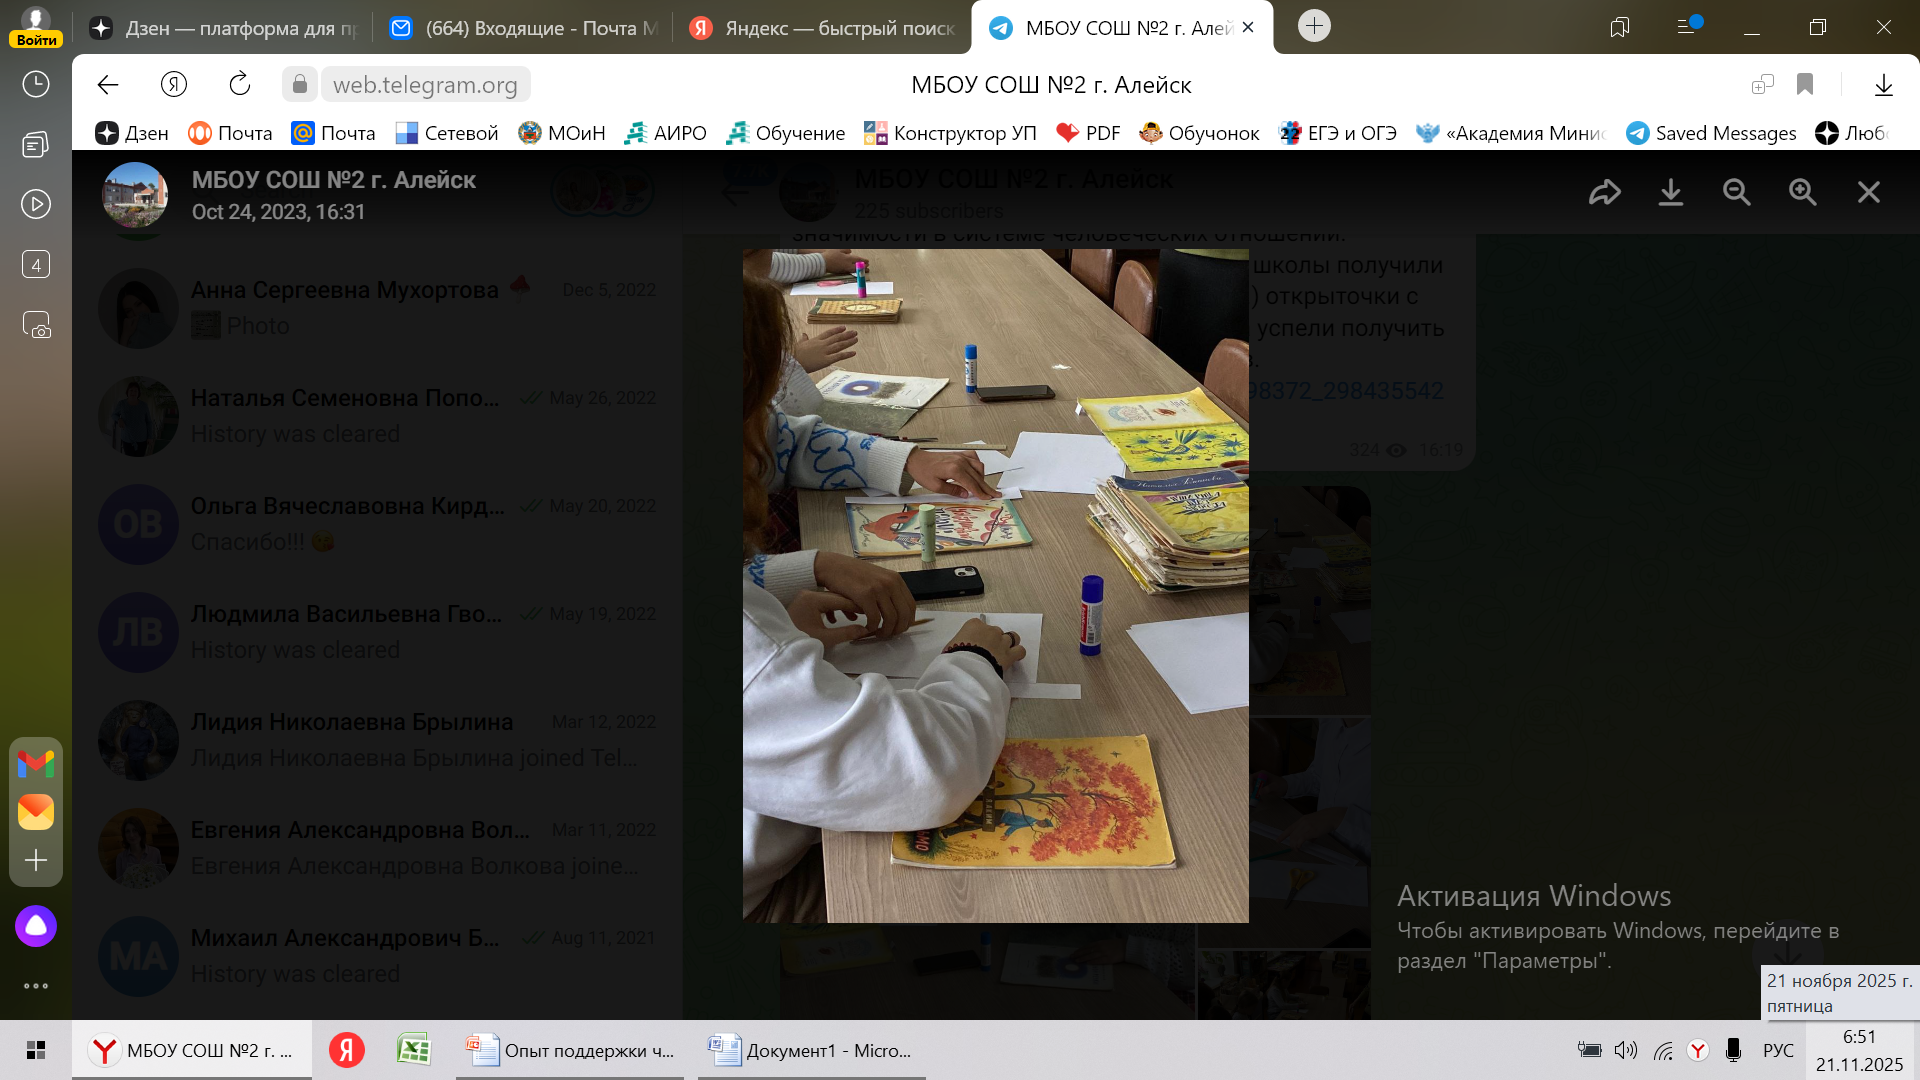 Войти
Дзен — платформа для пр
(664) Входящие - Почта M
Яндекс — быстрый поиск
МБОУ СОШ №2 г. Алей
web.telegram.org
МБОУ СОШ №2 г. Алейск
Дзен
Почта
Почта
Сетевой
МОиН
АИРО
Обучение
Конструктор УП
PDF
Обучонок
ЕГЭ и ОГЭ
«Академия Минис
Saved Messages
Любо
4
МБОУ СОШ №2 г. Алейск
Oct 24, 2023, 16:31
МБОУ СОШ №2 г. Алейск
225 subscribers
значимости в системе человеческих отношений.
школы получили
) открыточки с
успели получить
98372_298435542
324 16:19
Анна Сергеевна Мухортова
Dec 5, 2022
Photo
Наталья Семеновна Попо...
May 26, 2022
History was cleared
ОВ
Ольга Вячеславовна Кирд...
May 20, 2022
Спасибо!!!
ЛВ
Людмила Васильевна Гво...
May 19, 2022
History was cleared
Лидия Николаевна Брылина
Mar 12, 2022
Лидия Николаевна Брылина joined Tel...
Евгения Александровна Вол...
Mar 11, 2022
Евгения Александровна Волкова joine...
МА
Михаил Александрович Б...
Aug 11, 2021
History was cleared
Активация Windows
Чтобы активировать Windows, перейдите в
раздел "Параметры".
21 ноября 2025 г.
пятница
МБОУ СОШ №2 г. ...
Опыт поддержки ч...
Документ1 - Micro...
РУС
6:51
21.11.2025